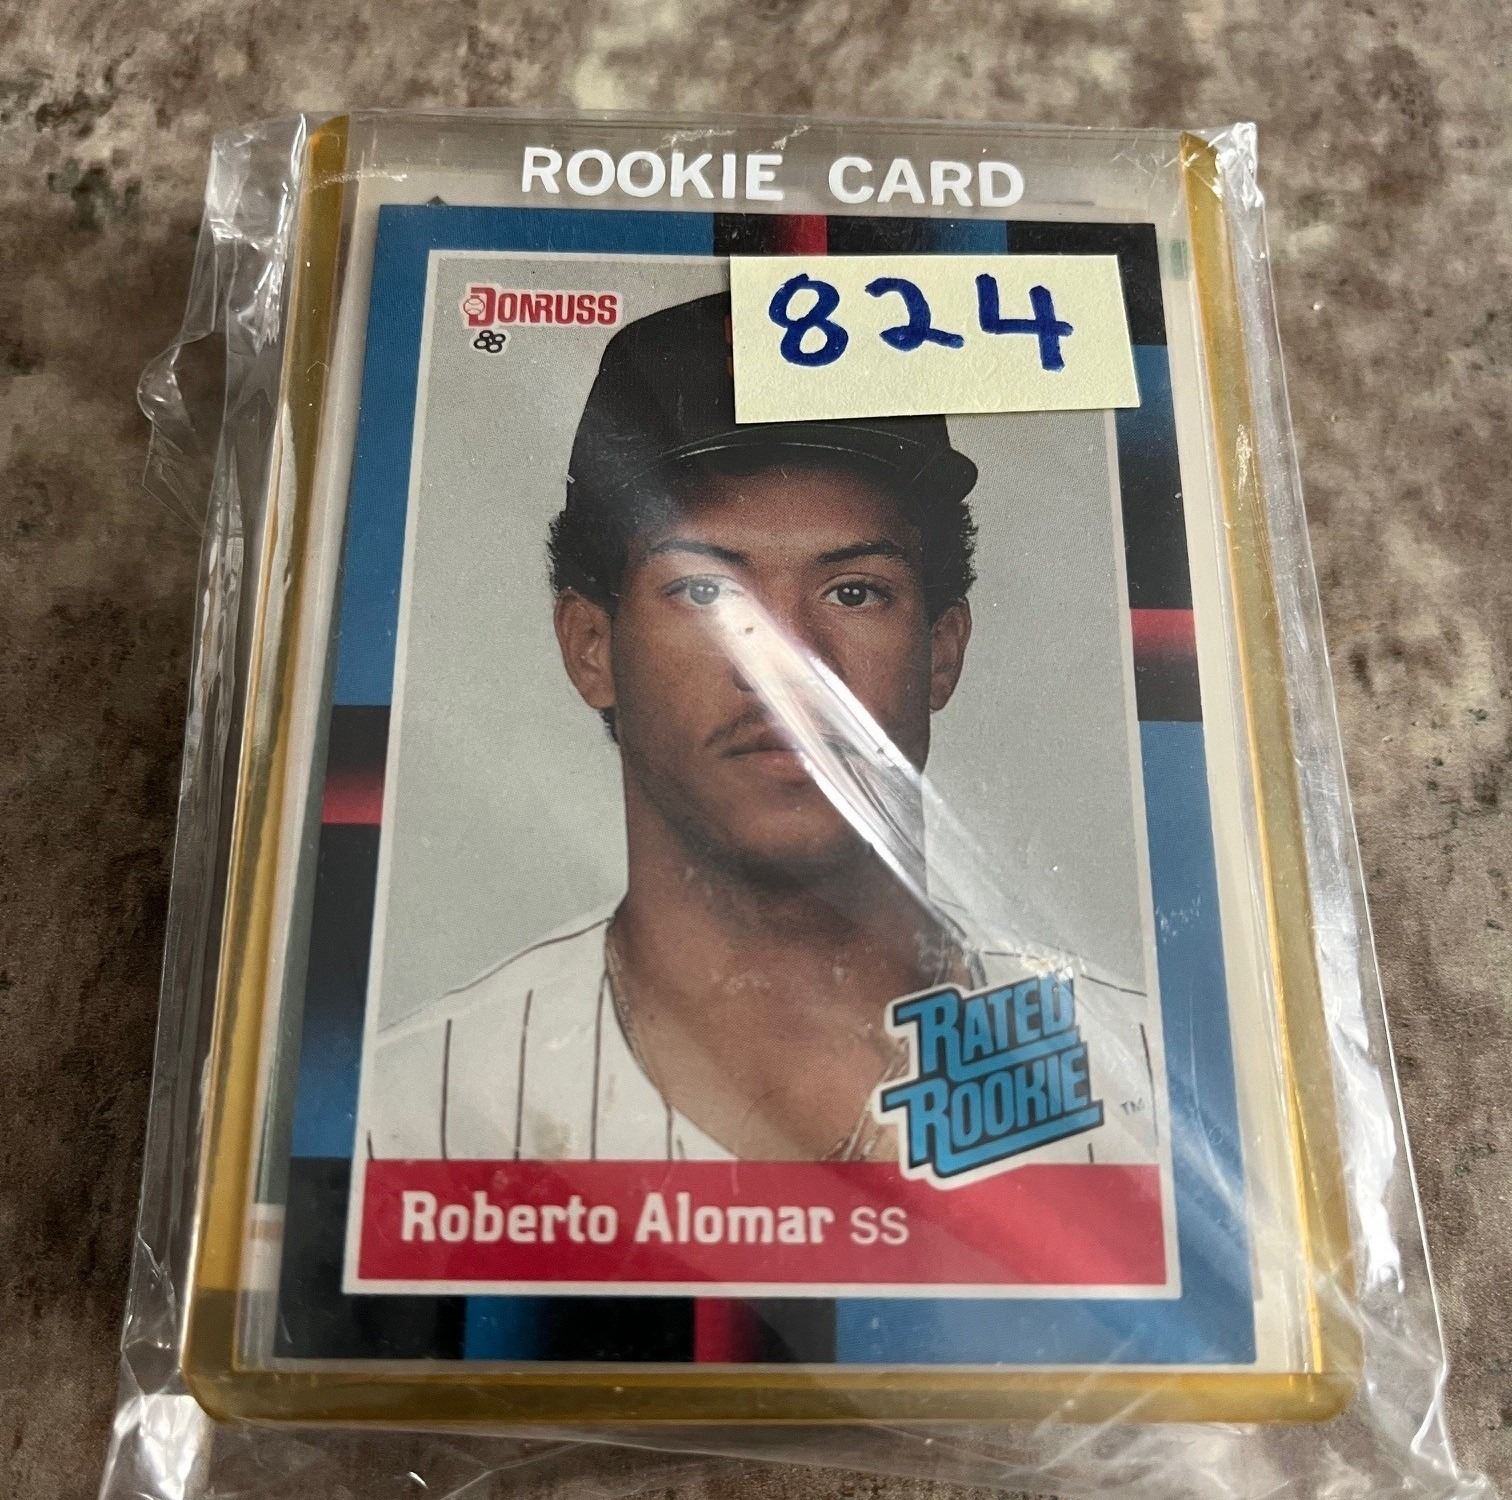 ROOKIE CARD
DONRUSS
88
824
RATED
ROOKIE
TM
Roberto Alomar SS